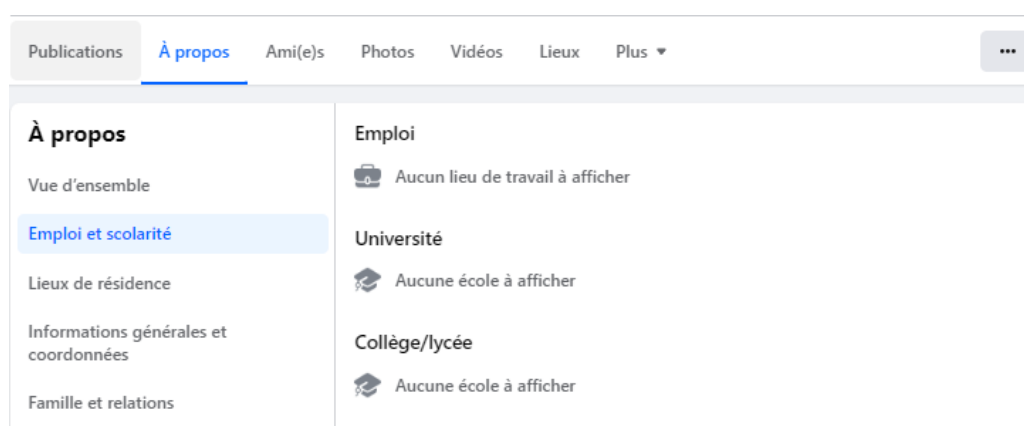 Publications À propos Ami(e)s Photos Vidéos Lieux Plus
À propos
Vue d'ensemble
Emploi et scolarité
Lieux de résidence
Informations générales et
coordonnées
Famille et relations
Emploi
Aucun lieu de travail à afficher
Université
Aucune école à afficher
Collège/lycée
Aucune école à afficher